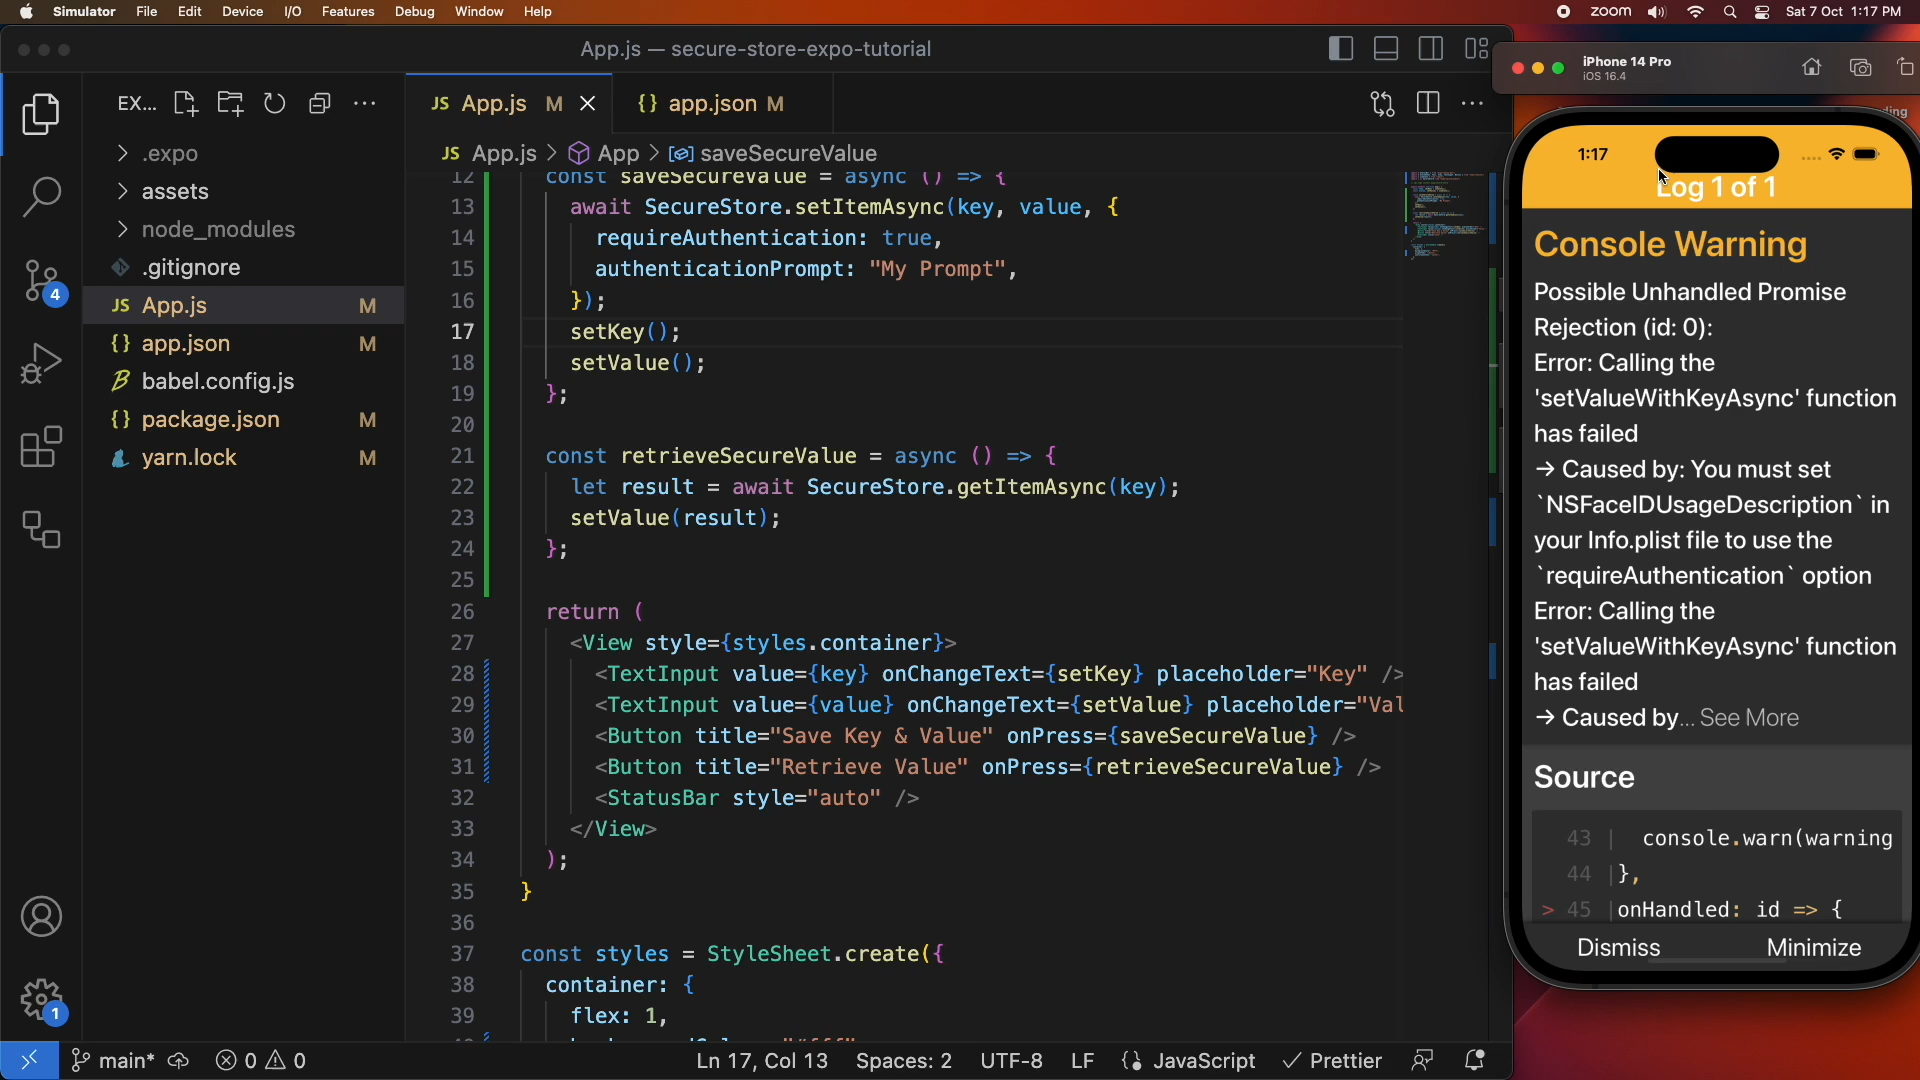 Simulator File Edit Device I/O Features Debug Window Help
zoom Sat 7 Oct 1:17 PM
App.js — secure-store-expo-tutorial
iPhone 14 Pro
iOS 16.4
EX...
.expo
assets
node_modules
.gitignore
JS App.js M
{} app.json M
babel.config.js
{} package.json M
yarn.lock M
4
1
JS App.js M
{} app.json M
JS App.js > App > saveSecureValue
12 const saveSecureValue = async () => {
13 await SecureStore.setItemAsync(key, value, {
14 requireAuthentication: true,
15 authenticationPrompt: "My Prompt",
16 });
17 setKey();
18 setValue();
19 };
20
21 const retrieveSecureValue = async () => {
22 let result = await SecureStore.getItemAsync(key);
23 setValue(result);
24 };
25
26 return (
27 <View style={styles.container}>
28 <TextInput value={key} onChangeText={setKey} placeholder="Key" />
29 <TextInput value={value} onChangeText={setValue} placeholder="Val
30 <Button title="Save Key & Value" onPress={saveSecureValue} />
31 <Button title="Retrieve Value" onPress={retrieveSecureValue} />
32 <StatusBar style="auto" />
33 </View>
34 );
35 }
36
37 const styles = StyleSheet.create({
38 container: {
39 flex: 1,
main* 0 0
Ln 17, Col 13 Spaces: 2 UTF-8 LF {} JavaScript Prettier
1:17
Log 1 of 1
Console Warning
Possible Unhandled Promise
Rejection (id: 0):
Error: Calling the
'setValueWithKeyAsync' function
has failed
→ Caused by: You must set
`NSFaceIDUsageDescription` in
your Info.plist file to use the
`requireAuthentication` option
Error: Calling the
'setValueWithKeyAsync' function
has failed
→ Caused by... See More
Source
43 | console.warn(warning
44 | },
> 45 | onHandled: id => {
Dismiss Minimize